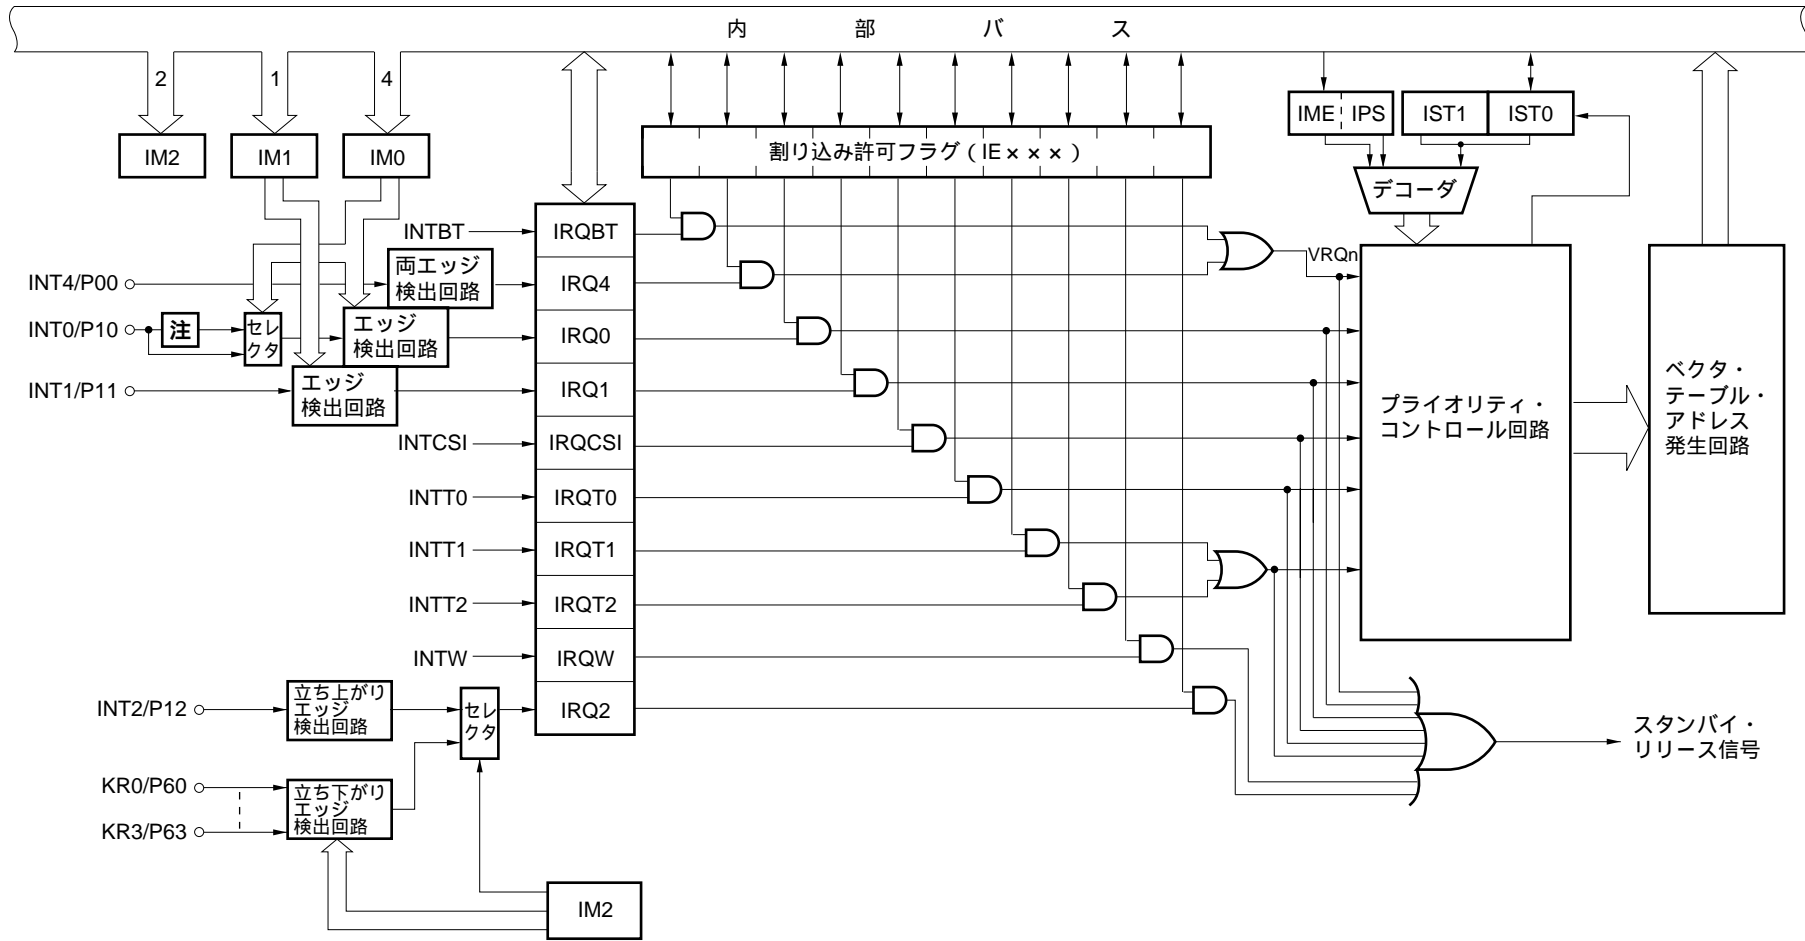 内部バス
2
1
4
IM2
IM1
IM0
IME
IPS
IST1
IST0
割り込み許可フラグ(IE×××)
デコーダ
INTBT
IRQBT
VRQn
INT4/P00
両エッジ
検出回路
IRQ4
INT0/P10
注
セレ
クタ
エッジ
検出回路
IRQ0
INT1/P11
エッジ
検出回路
IRQ1
INTCSI
IRQCSI
INTT0
IRQT0
INTT1
IRQT1
INTT2
IRQT2
INTW
IRQW
プライオリティ・
コントロール回路
ベクタ・
テーブル・
アドレス
発生回路
INT2/P12
立ち上がり
エッジ
検出回路
セレ
クタ
IRQ2
スタンバイ・
リリース信号
KR0/P60
KR3/P63
立ち下がり
エッジ
検出回路
IM2